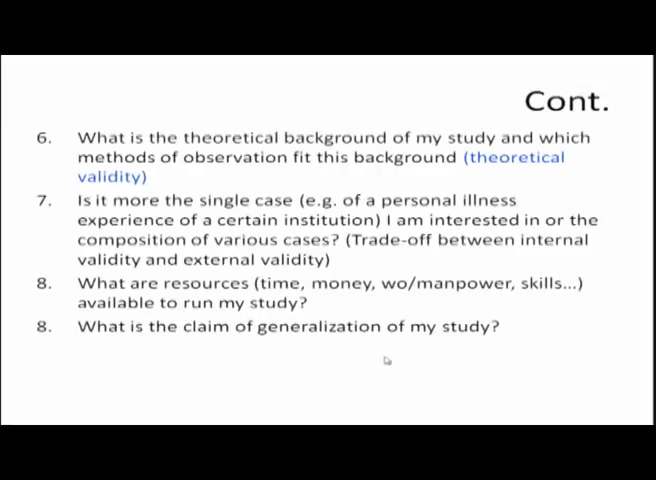 Cont.
6. What is the theoretical background of my study and which
methods of observation fit this background (theoretical
validity)
7. Is it more the single case (e.g. of a personal illness
experience of a certain institution) I am interested in or the
composition of various cases? (Trade-off between internal
validity and external validity)
8. What are resources (time, money, wo/manpower, skills...)
available to run my study?
8. What is the claim of generalization of my study?